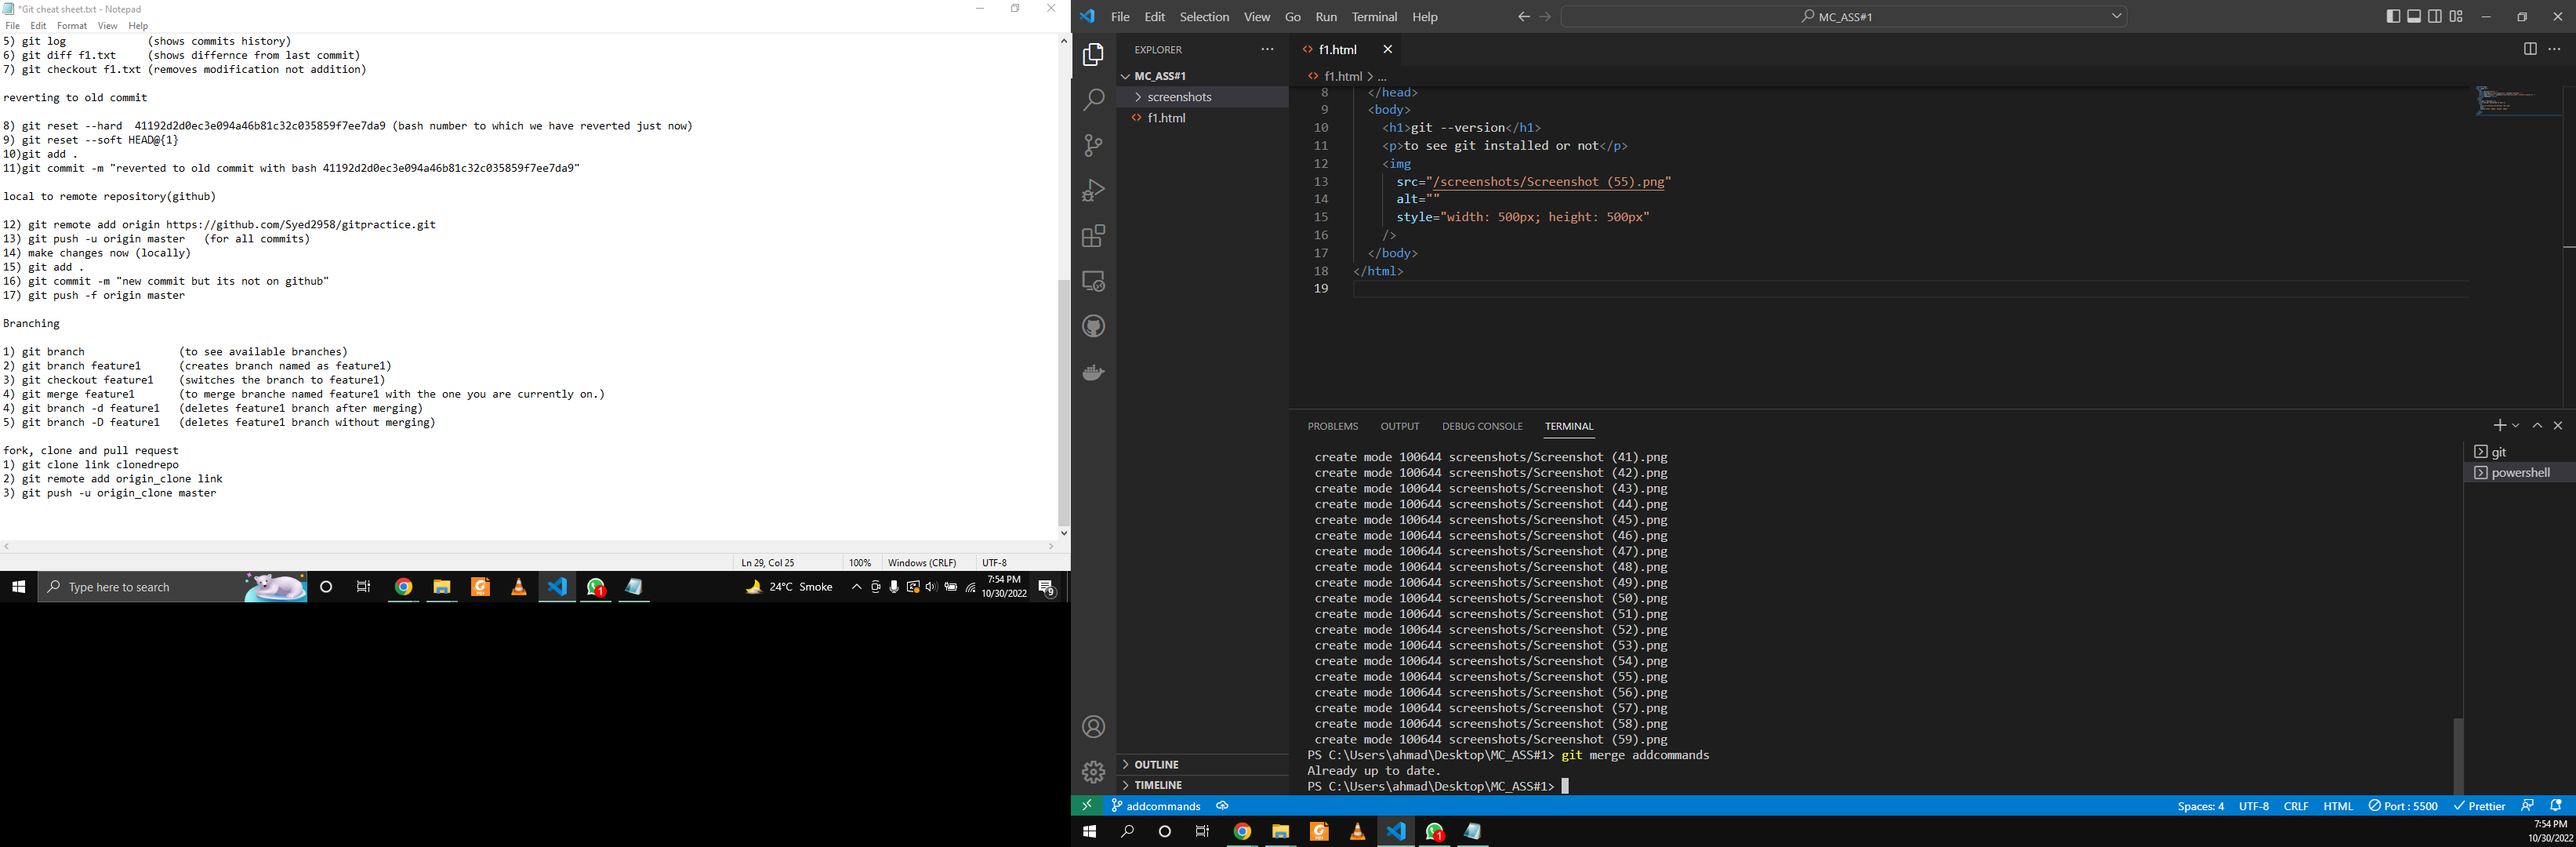 *Git cheat sheet.txt - Notepad
File Edit Format View Help
5) git log (shows commits history)
6) git diff f1.txt (shows differnce from last commit)
7) git checkout f1.txt (removes modification not addition)
reverting to old commit
8) git reset --hard 41192d2d0ec3e094a46b81c32c035859f7ee7da9 (bash number to which we have reverted just now)
9) git reset --soft HEAD@{1}
10)git add .
11)git commit -m "reverted to old commit with bash 41192d2d0ec3e094a46b81c32c035859f7ee7da9"
local to remote repository(github)
12) git remote add origin https://github.com/Syed2958/gitpractice.git
13) git push -u origin master (for all commits)
14) make changes now (locally)
15) git add .
16) git commit -m "new commit but its not on github"
17) git push -f origin master
Branching
1) git branch (to see available branches)
2) git branch feature1 (creates branch named as feature1)
3) git checkout feature1 (switches the branch to feature1)
4) git merge feature1 (to merge branche named feature1 with the one you are currently on.)
4) git branch -d feature1 (deletes feature1 branch after merging)
5) git branch -D feature1 (deletes feature1 branch without merging)
fork, clone and pull request
1) git clone link clonedrepo
2) git remote add origin_clone link
3) git push -u origin_clone master
Ln 29, Col 25 100% Windows (CRLF) UTF-8
Type here to search
1
24°C Smoke
7:54 PM
10/30/2022
9
File Edit Selection View Go Run Terminal Help
MC_ASS#1
EXPLORER
MC_ASS#1
screenshots
f1.html
OUTLINE
TIMELINE
f1.html
f1.html > ...
8 </head>
9 <body>
10 <h1>git --version</h1>
11 <p>to see git installed or not</p>
12 <img
13 src="/screenshots/Screenshot (55).png"
14 alt=""
15 style="width: 500px; height: 500px"
16 />
17 </body>
18 </html>
19
PROBLEMS OUTPUT DEBUG CONSOLE TERMINAL
git
powershell
create mode 100644 screenshots/Screenshot (41).png
create mode 100644 screenshots/Screenshot (42).png
create mode 100644 screenshots/Screenshot (43).png
create mode 100644 screenshots/Screenshot (44).png
create mode 100644 screenshots/Screenshot (45).png
create mode 100644 screenshots/Screenshot (46).png
create mode 100644 screenshots/Screenshot (47).png
create mode 100644 screenshots/Screenshot (48).png
create mode 100644 screenshots/Screenshot (49).png
create mode 100644 screenshots/Screenshot (50).png
create mode 100644 screenshots/Screenshot (51).png
create mode 100644 screenshots/Screenshot (52).png
create mode 100644 screenshots/Screenshot (53).png
create mode 100644 screenshots/Screenshot (54).png
create mode 100644 screenshots/Screenshot (55).png
create mode 100644 screenshots/Screenshot (56).png
create mode 100644 screenshots/Screenshot (57).png
create mode 100644 screenshots/Screenshot (58).png
create mode 100644 screenshots/Screenshot (59).png
PS C:\Users\ahmad\Desktop\MC_ASS#1> git merge addcommands
Already up to date.
PS C:\Users\ahmad\Desktop\MC_ASS#1>
addcommands
Spaces: 4 UTF-8 CRLF HTML Port : 5500 Prettier
1
7:54 PM
10/30/2022